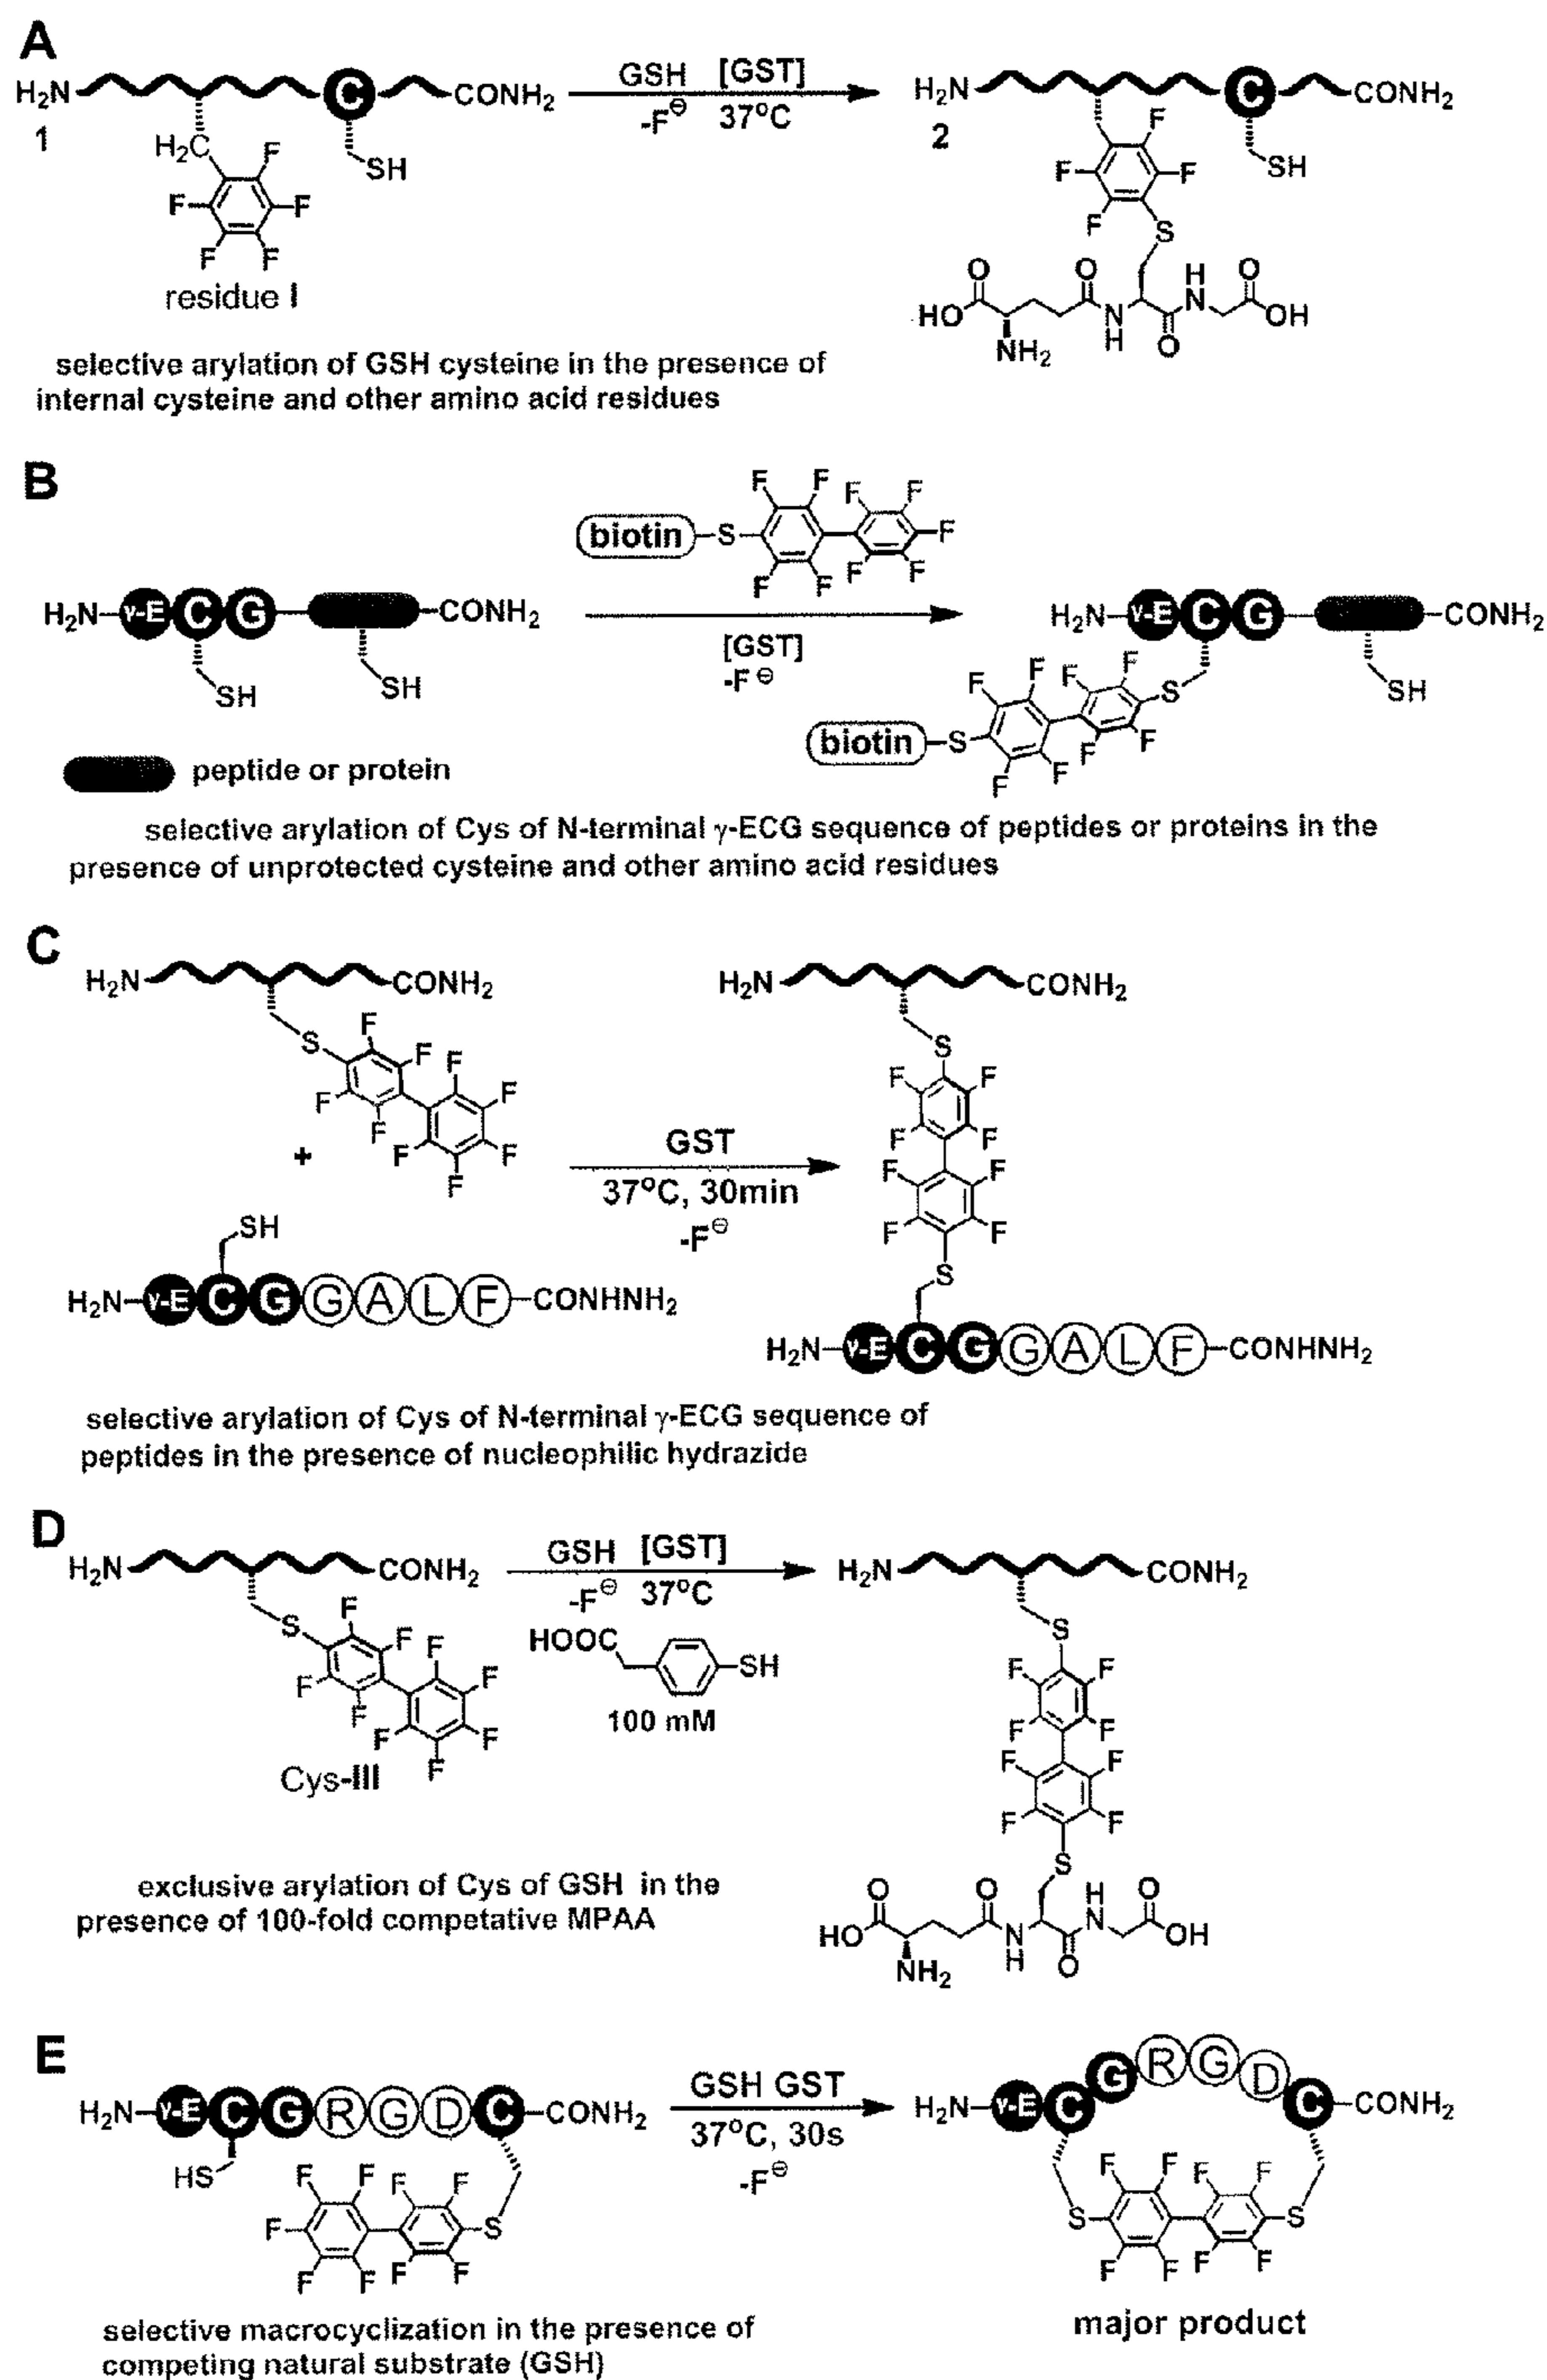 A
H₂N
CONH₂
C
GSH [GST]
-F⊖ 37°C
H₂N
CONH₂
C
1
H₂C
SH
F
F
F
F
F
residue I
2
F
F
F
F
SH
S
O
O
H
N
O
HO
OH
NH₂
N
H
O
selective arylation of GSH cysteine in the presence of
internal cysteine and other amino acid residues
B
biotin
S
F
F
F
F
F
F
F
F
F
H₂N
γ-E
C
G
CONH₂
SH
SH
[GST]
-F⊖
H₂N
γ-E
C
G
CONH₂
SH
biotin
S
F
F
F
F
F
F
F
F
S
peptide or protein
selective arylation of Cys of N-terminal γ-ECG sequence of peptides or proteins in the
presence of unprotected cysteine and other amino acid residues
C
H₂N
CONH₂
S
F
F
F
F
F
F
F
F
F
+
SH
H₂N
γ-E
C
G
G
A
L
F
CONHNH₂
GST
37°C, 30min
-F⊖
H₂N
CONH₂
S
F
F
F
F
F
F
F
F
S
H₂N
γ-E
C
G
G
A
L
F
CONHNH₂
selective arylation of Cys of N-terminal γ-ECG sequence of
peptides in the presence of nucleophilic hydrazide
D
H₂N
CONH₂
S
F
F
F
F
F
F
F
F
F
Cys-III
GSH [GST]
-F⊖ 37°C
HOOC
SH
100 mM
H₂N
CONH₂
S
F
F
F
F
F
F
F
F
S
O
O
H
N
O
HO
OH
NH₂
N
H
O
exclusive arylation of Cys of GSH in the
presence of 100-fold competative MPAA
E
H₂N
γ-E
C
G
R
G
D
C
CONH₂
HS
F
F
F
F
F
F
F
F
F
S
GSH GST
37°C, 30s
-F⊖
H₂N
γ-E
C
G
R
G
D
C
CONH₂
S
F
F
F
F
F
F
F
F
S
selective macrocyclization in the presence of
competing natural substrate (GSH)
major product